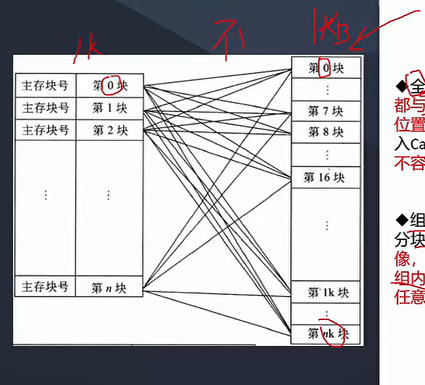 1k
不
1KB
主存块号 第 0 块
主存块号 第 1 块
主存块号 第 2 块
⋮ ⋮
主存块号 第 n 块
第 0 块
⋮
第 7 块
第 8 块
⋮
第 16 块
⋮
第 1k 块
⋮
第 nk 块
◆全
都与
位置
入Ca
不容
◆组
分块
像，
组内
任意